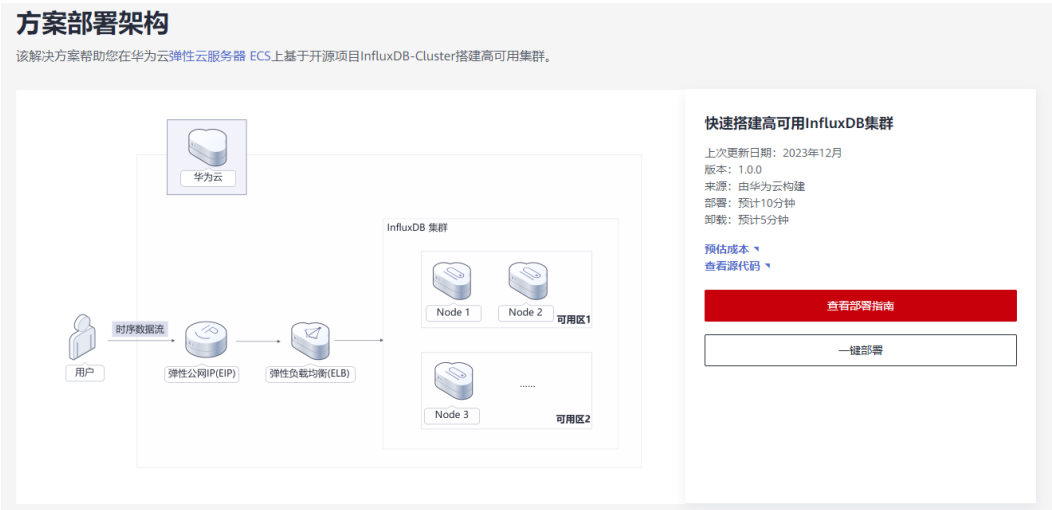 方案部署架构
该解决方案帮助您在华为云弹性云服务器 ECS上基于开源项目InfluxDB-Cluster搭建高可用集群。
华为云
InfluxDB 集群
Node 1
Node 2
可用区1
时序数据流
用户
弹性公网IP(EIP)
弹性负载均衡(ELB)
Node 3
......
可用区2
快速搭建高可用InfluxDB集群
上次更新日期：2023年12月
版本：1.0.0
来源：由华为云构建
部署：预计10分钟
卸载：预计5分钟
预估成本
查看源代码
查看部署指南
一键部署